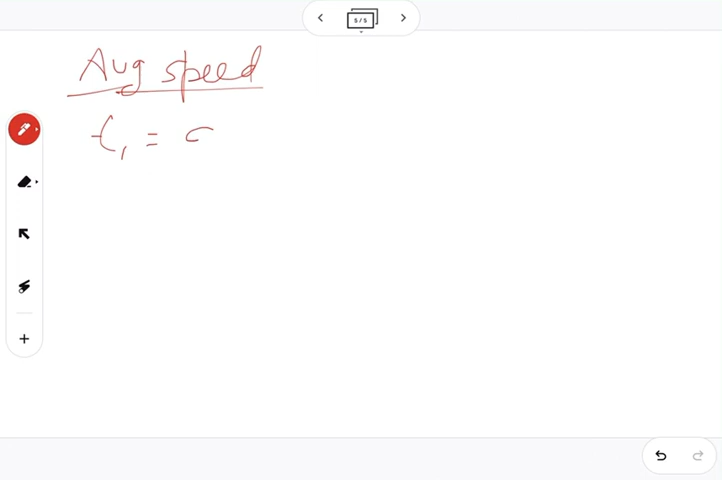 5 / 5
Avg speed
t₁ =